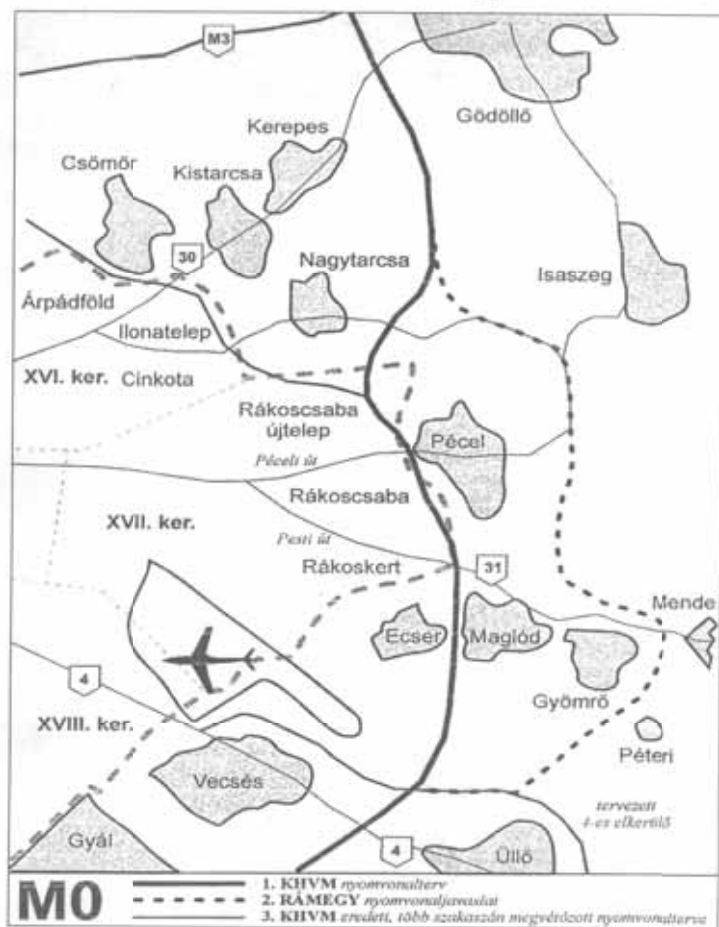 M3
Gödöllő
Kerepes
Csömör
Kistarcsa
30
Nagytarcsa
Isaszeg
Árpádföld
Ilonatelep
XVI. ker. Cinkota
Rákoscsaba
újtelep
Pécel
Péceli út
Rákoscsaba
XVII. ker.
Pesti út
31
Rákoskert
Mende
Ecser
Maglód
4
Gyömrő
XVIII. ker.
Péteri
Vecsés
tervezett
4-es elkerülő
Gyál
4
Üllő
M0
1. KHVM nyomvonalterv
2. RÁMEGY nyomvonaljavaslat
3. KHVM eredeti, több szakaszán megvétózott nyomvonalterve